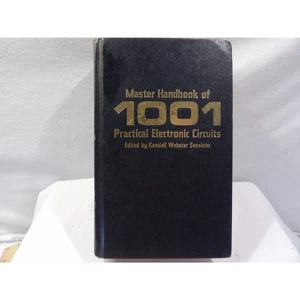 Master Handbook of
1001
Practical Electronic Circuits
Edited by Kendall Webster Sessions